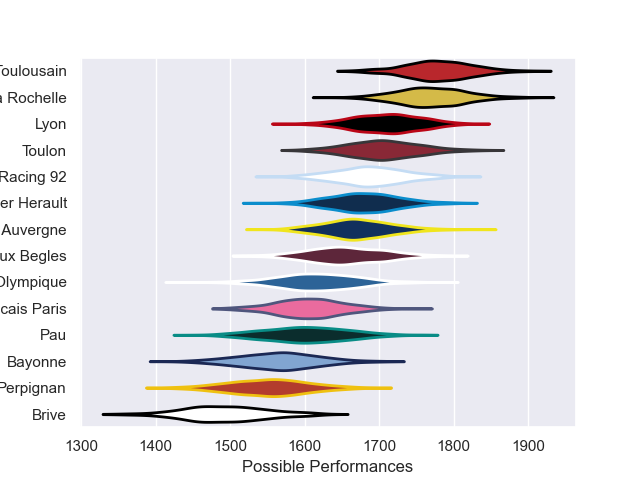 Toulousain
a Rochelle
Lyon
Toulon
Racing 92
er Herault
Auvergne
ux Begles
Olympique
cais Paris
Pau
Bayonne
Perpignan
Brive
1300 1400 1500 1600 1700 1800 1900
Possible Performances